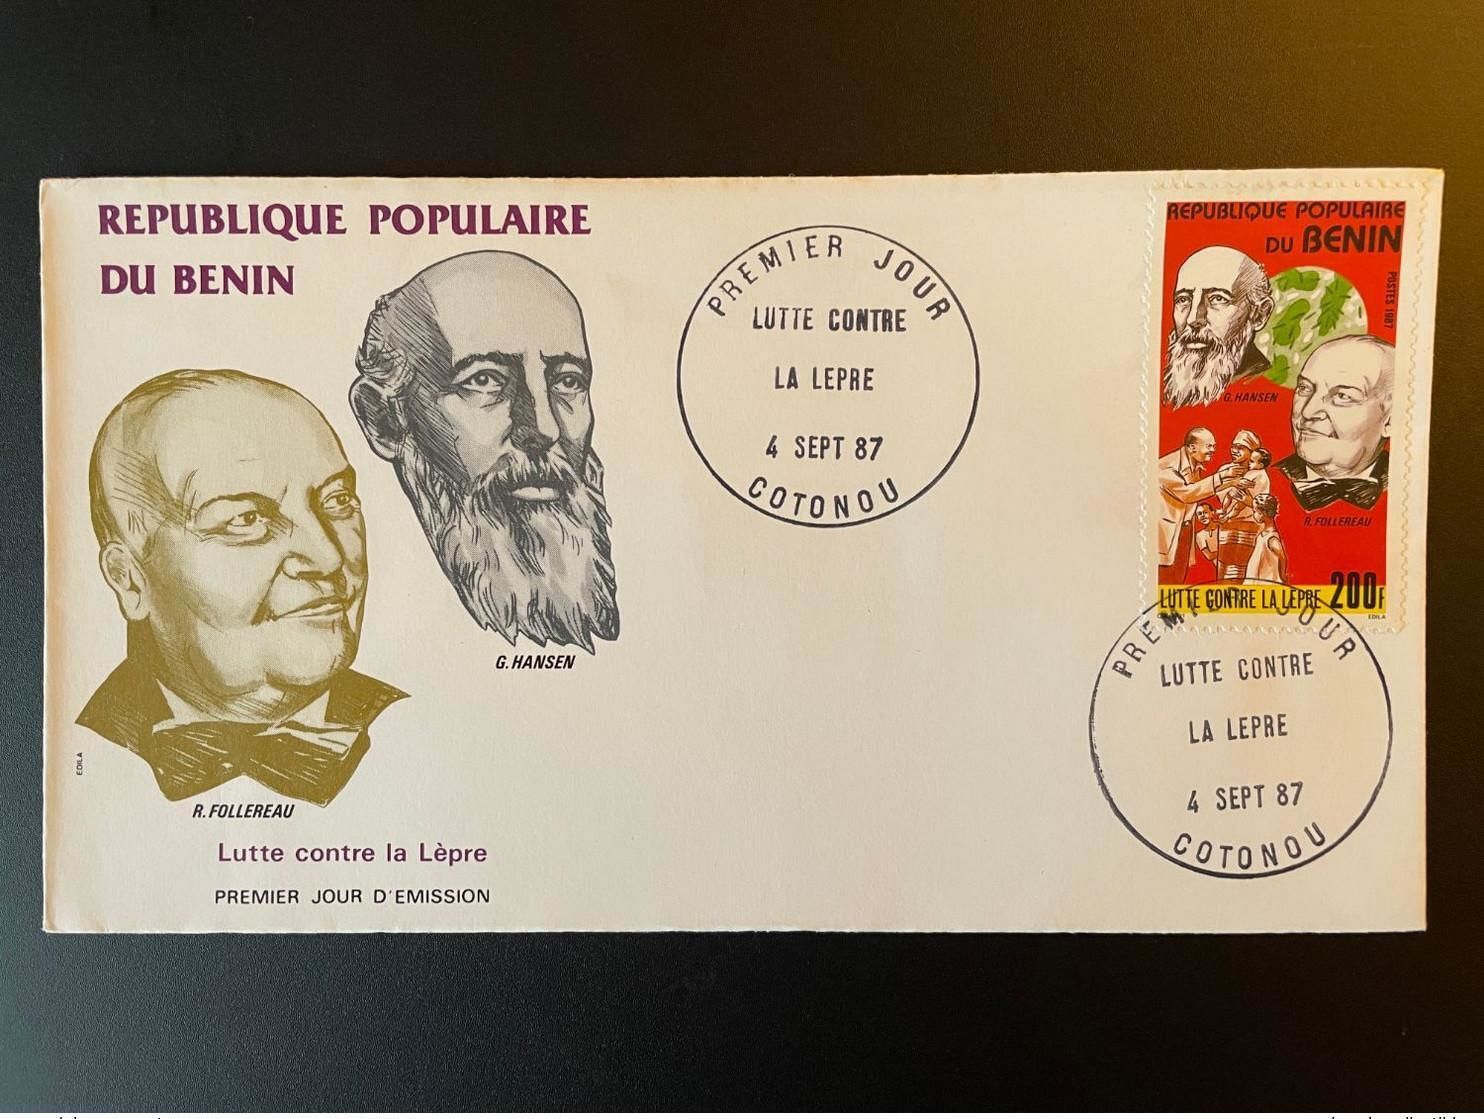 REPUBLIQUE POPULAIRE
DU BENIN
G. HANSEN
EDILA
R. FOLLEREAU
Lutte contre la Lèpre
PREMIER JOUR D'EMISSION
PREMIER JOUR
LUTTE CONTRE
LA LEPRE
4 SEPT 87
COTONOU
REPUBLIQUE POPULAIRE
DU BENIN
POSTES 1987
G. HANSEN
R. FOLLEREAU
LUTTE CONTRE LA LEPRE 200F
EDILA
PREMIER JOUR
LUTTE CONTRE
LA LEPRE
4 SEPT 87
COTONOU